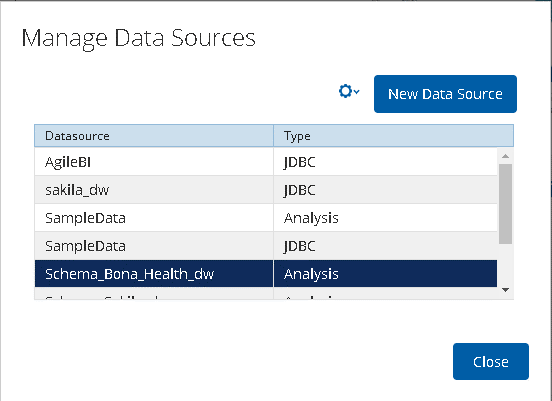 Manage Data Sources
New Data Source
Datasource Type
AgileBI JDBC
sakila_dw JDBC
SampleData Analysis
SampleData JDBC
Schema_Bona_Health_dw Analysis
Close